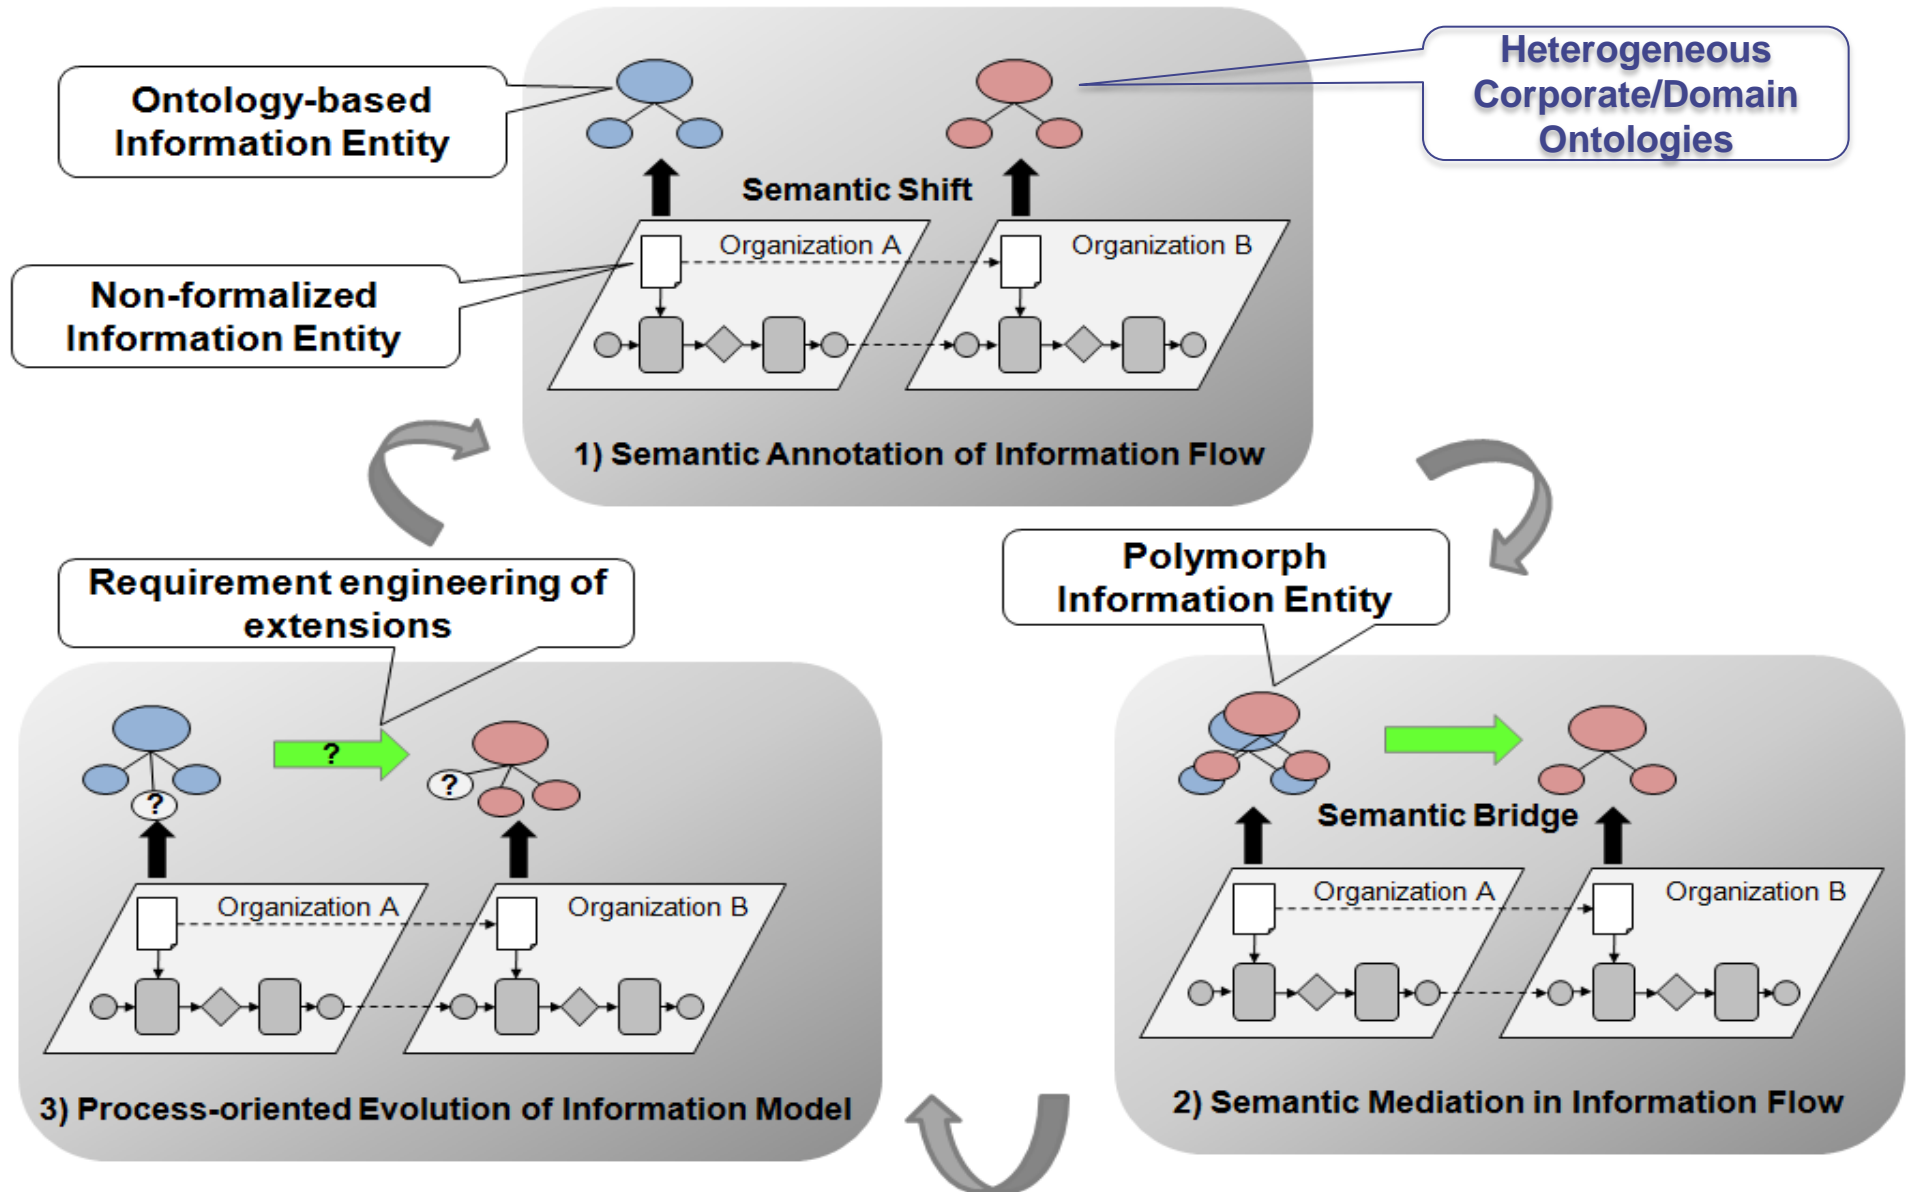 Heterogeneous
Corporate/Domain
Ontologies
Ontology-based
Information Entity
Semantic Shift
Organization A
Organization B
Non-formalized
Information Entity
1) Semantic Annotation of Information Flow
Polymorph
Information Entity
Requirement engineering of
extensions
?
?
?
Semantic Bridge
Organization A
Organization B
Organization A
Organization B
3) Process-oriented Evolution of Information Model
2) Semantic Mediation in Information Flow